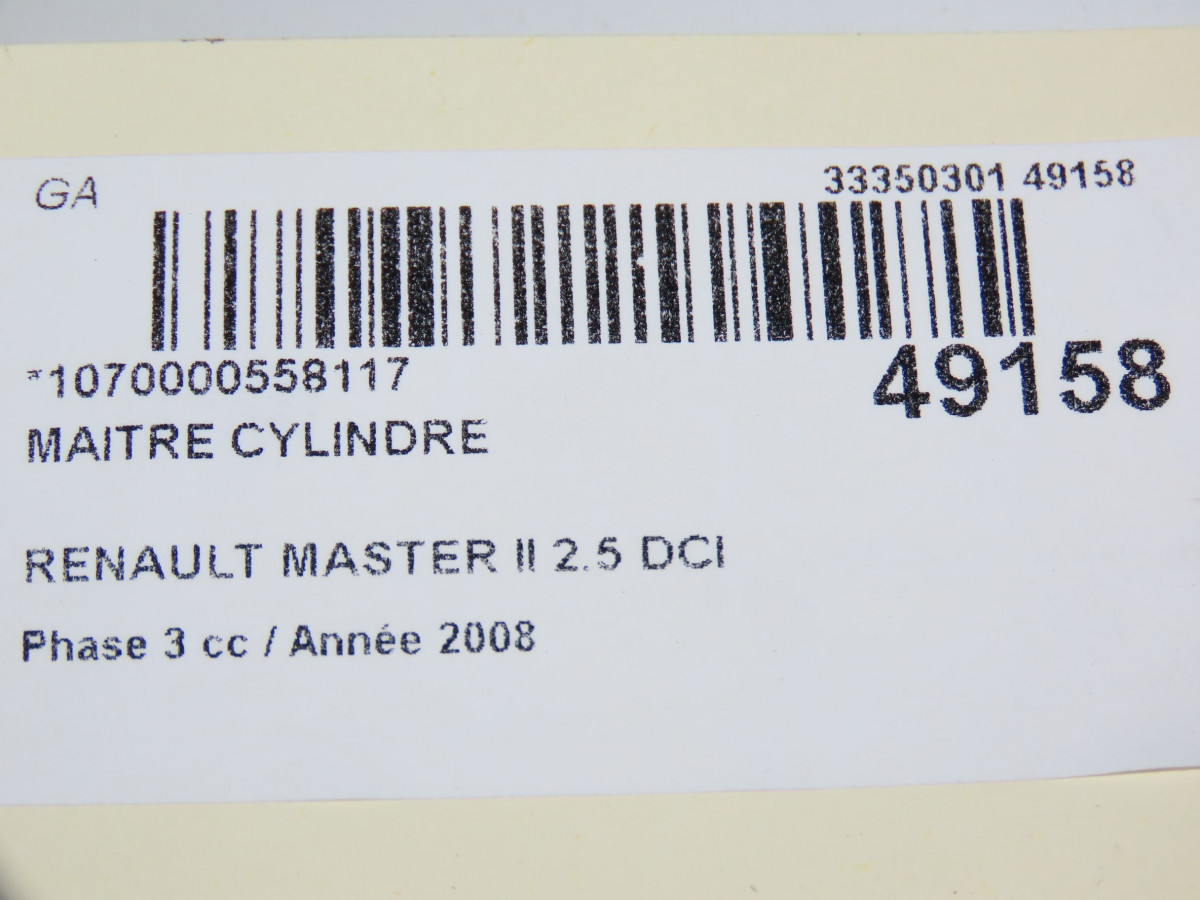 GA
33350301 49158
*1070000558117
49158
MAITRE CYLINDRE
RENAULT MASTER II 2.5 DCI
Phase 3 cc / Année 2008